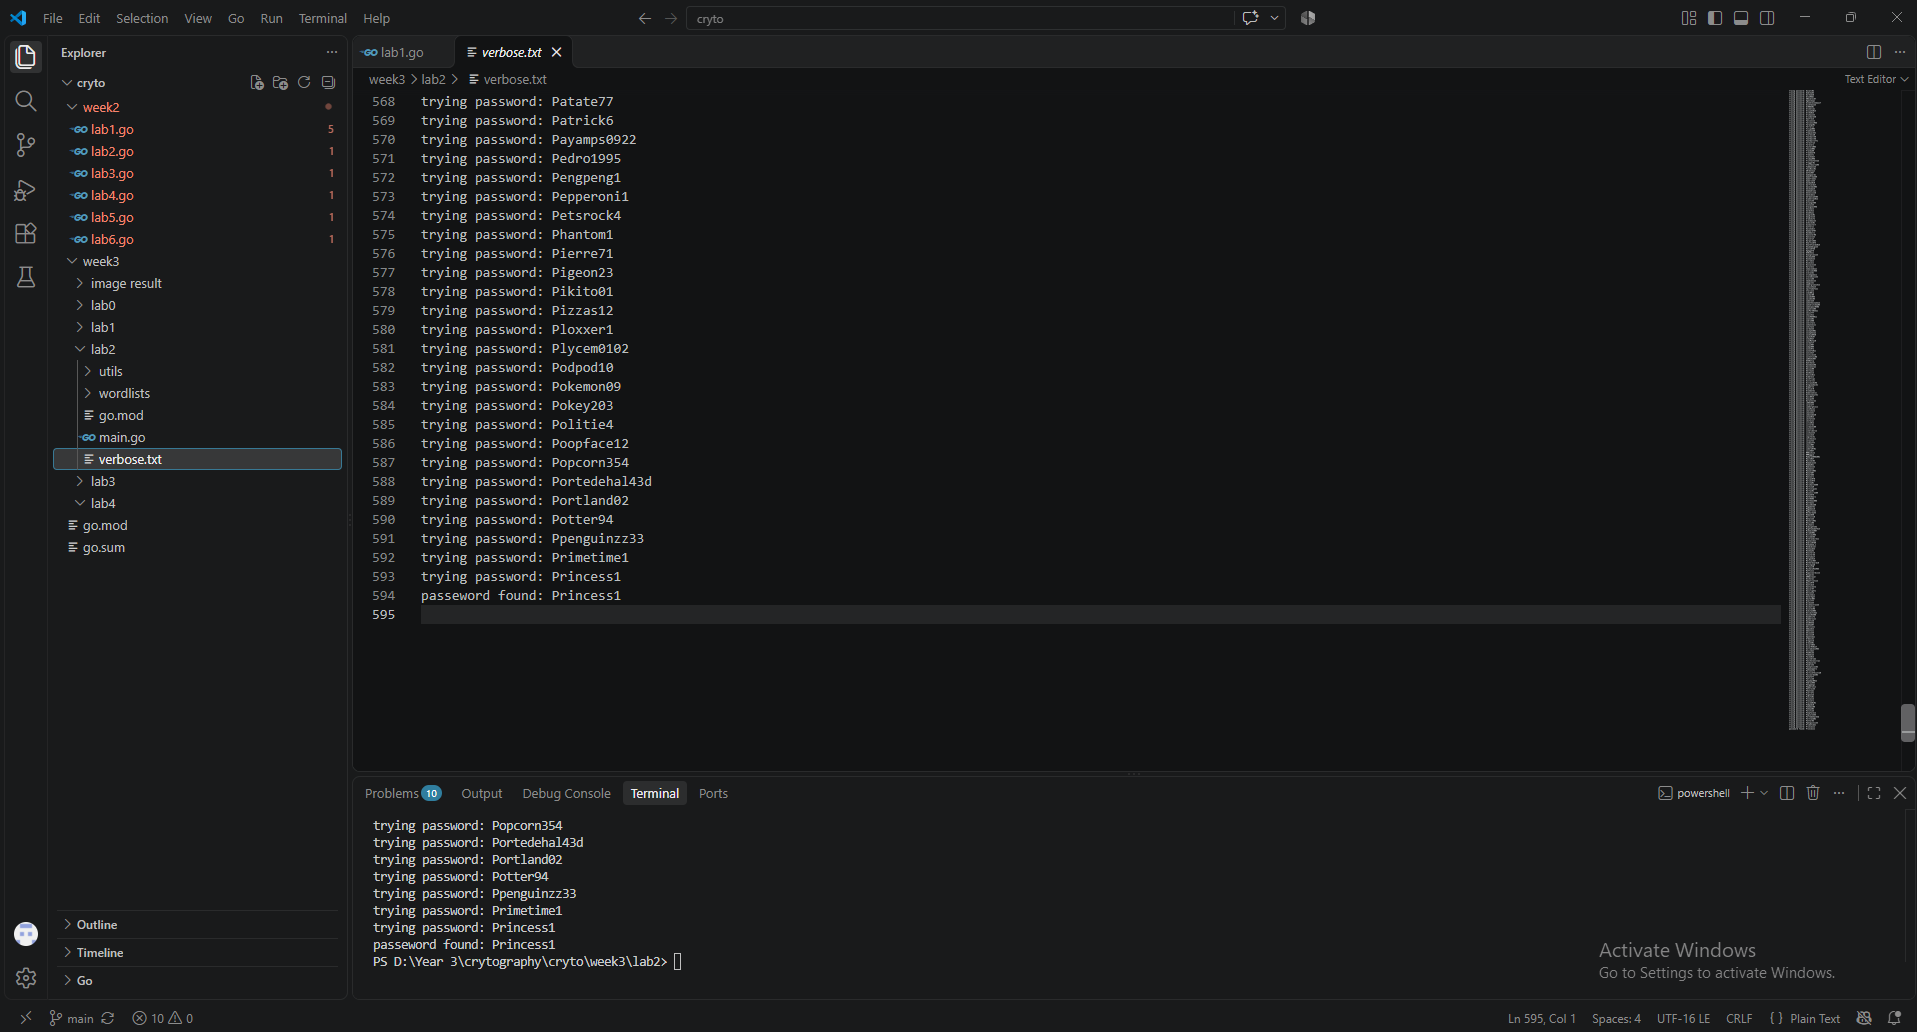 File Edit Selection View Go Run Terminal Help
cryto
Explorer
cryto
week2
lab1.go 5
lab2.go 1
lab3.go 1
lab4.go 1
lab5.go 1
lab6.go 1
week3
image result
lab0
lab1
lab2
utils
wordlists
go.mod
main.go
verbose.txt
lab3
lab4
go.mod
go.sum
Outline
Timeline
Go
lab1.go
verbose.txt
week3 > lab2 > verbose.txt
Text Editor
568 trying password: Patate77
569 trying password: Patrick6
570 trying password: Payamps0922
571 trying password: Pedro1995
572 trying password: Pengpeng1
573 trying password: Pepperoni1
574 trying password: Petsrock4
575 trying password: Phantom1
576 trying password: Pierre71
577 trying password: Pigeon23
578 trying password: Pikito01
579 trying password: Pizzas12
580 trying password: Ploxxer1
581 trying password: Plycem0102
582 trying password: Podpod10
583 trying password: Pokemon09
584 trying password: Pokey203
585 trying password: Politie4
586 trying password: Poopface12
587 trying password: Popcorn354
588 trying password: Portedehal43d
589 trying password: Portland02
590 trying password: Potter94
591 trying password: Ppenguinzz33
592 trying password: Primetime1
593 trying password: Princess1
594 passeword found: Princess1
595
Problems 10 Output Debug Console Terminal Ports
powershell
trying password: Popcorn354
trying password: Portedehal43d
trying password: Portland02
trying password: Potter94
trying password: Ppenguinzz33
trying password: Primetime1
trying password: Princess1
passeword found: Princess1
PS D:\Year 3\crytography\cryto\week3\lab2>
Activate Windows
Go to Settings to activate Windows.
main 10 0
Ln 595, Col 1 Spaces: 4 UTF-16 LE CRLF {} Plain Text